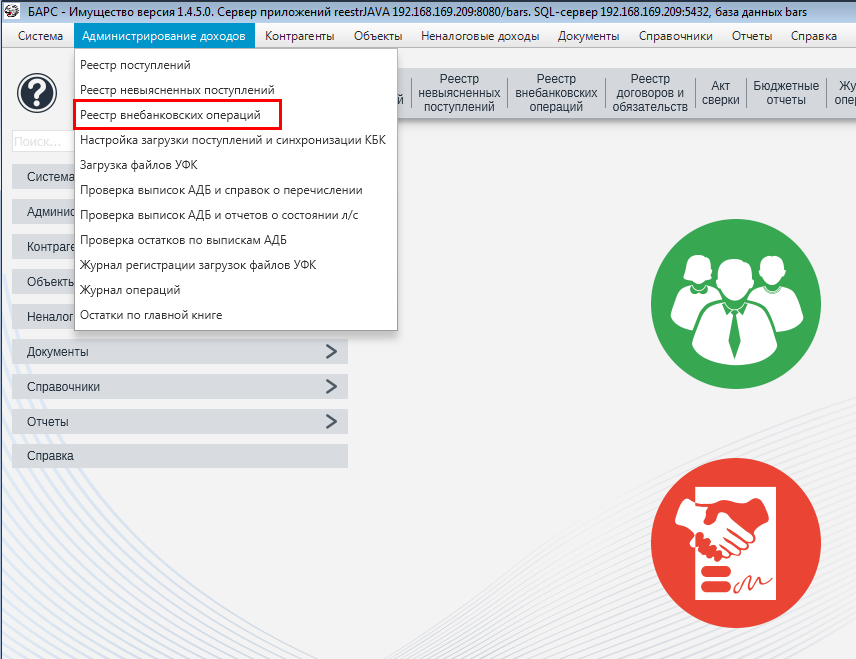 БАРС - Имущество версия 1.4.5.0. Сервер приложений reestrJAVA 192.168.169.209:8080/bars. SQL-сервер 192.168.169.209:5432, база данных bars
Система Администрирование доходов Контрагенты Объекты Неналоговые доходы Документы Справочники Отчеты Справка
Реестр поступлений
Реестр невыясненных поступлений
Реестр внебанковских операций
Настройка загрузки поступлений и синхронизации КБК
Загрузка файлов УФК
Проверка выписок АДБ и справок о перечислении
Проверка выписок АДБ и отчетов о состоянии л/с
Проверка остатков по выпискам АДБ
Журнал регистрации загрузок файлов УФК
Журнал операций
Остатки по главной книге
й
Реестр
невыясненных
поступлений
Реестр
внебанковских
операций
Реестр
договоров и
обязательств
Акт
сверки
Бюджетные
отчеты
Жу
опе
?
Поиск...
Система
Админис
Контраге
Объекты
Неналог
Документы
Справочники
Отчеты
Справка